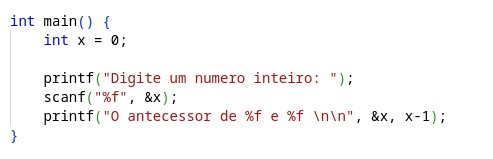 int main() {
    int x = 0;

    printf("Digite um numero inteiro: ");
    scanf("%f", &x);
    printf("O antecessor de %f e %f \n\n", &x, x-1);
}